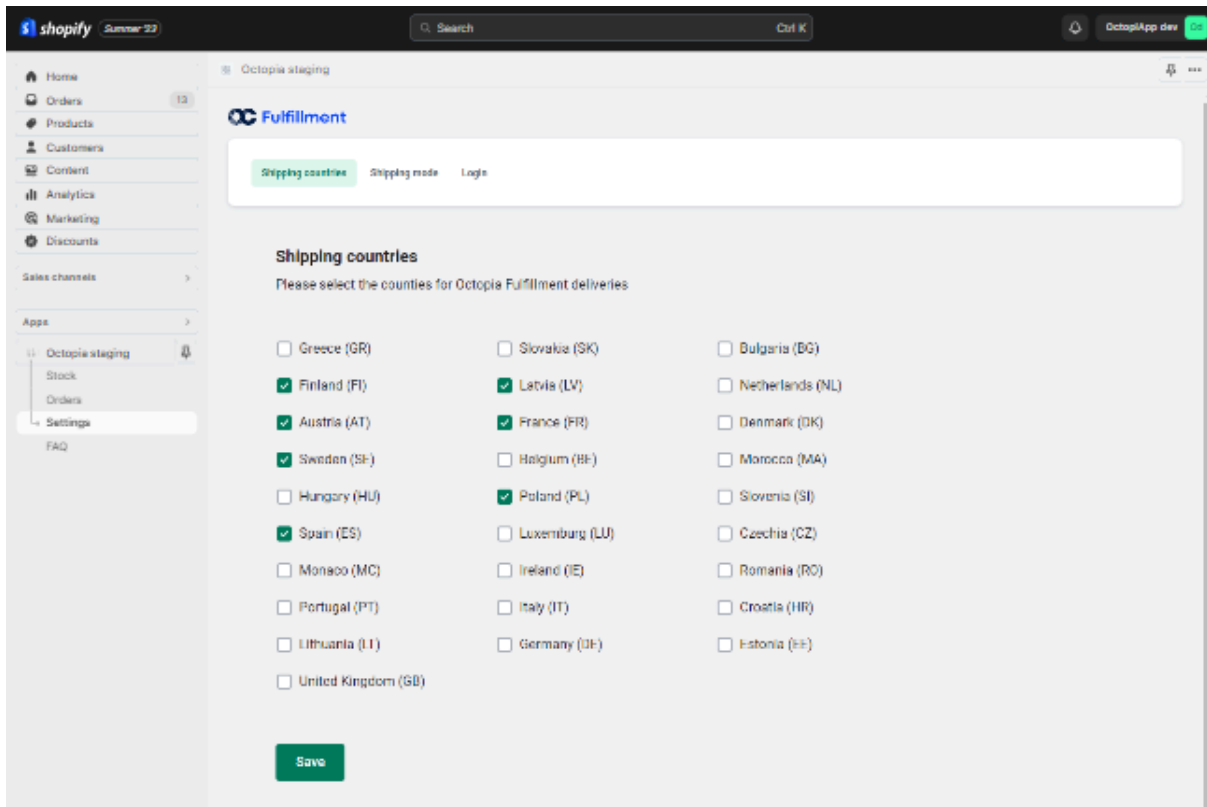 shopify Summer '23
Search Ctrl K
OctopiApp dev
Home
Orders 13
Products
Customers
Content
Analytics
Marketing
Discounts
Sales channels
Apps
Octopia staging
Stock
Orders
Settings
FAQ
Octopia staging
Fulfillment
Shipping countries Shipping mode Login
Shipping countries
Please select the counties for Octopia Fulfillment deliveries
Greece (GR) Slovakia (SK) Bulgaria (BG)
Finland (FI) Latvia (LV) Netherlands (NL)
Austria (AT) France (FR) Denmark (DK)
Sweden (SE) Belgium (BE) Morocco (MA)
Hungary (HU) Poland (PL) Slovenia (SI)
Spain (ES) Luxemburg (LU) Czechia (CZ)
Monaco (MC) Ireland (IE) Romania (RO)
Portugal (PT) Italy (IT) Croatia (HR)
Lithuania (LT) Germany (DE) Estonia (EE)
United Kingdom (GB)
Save